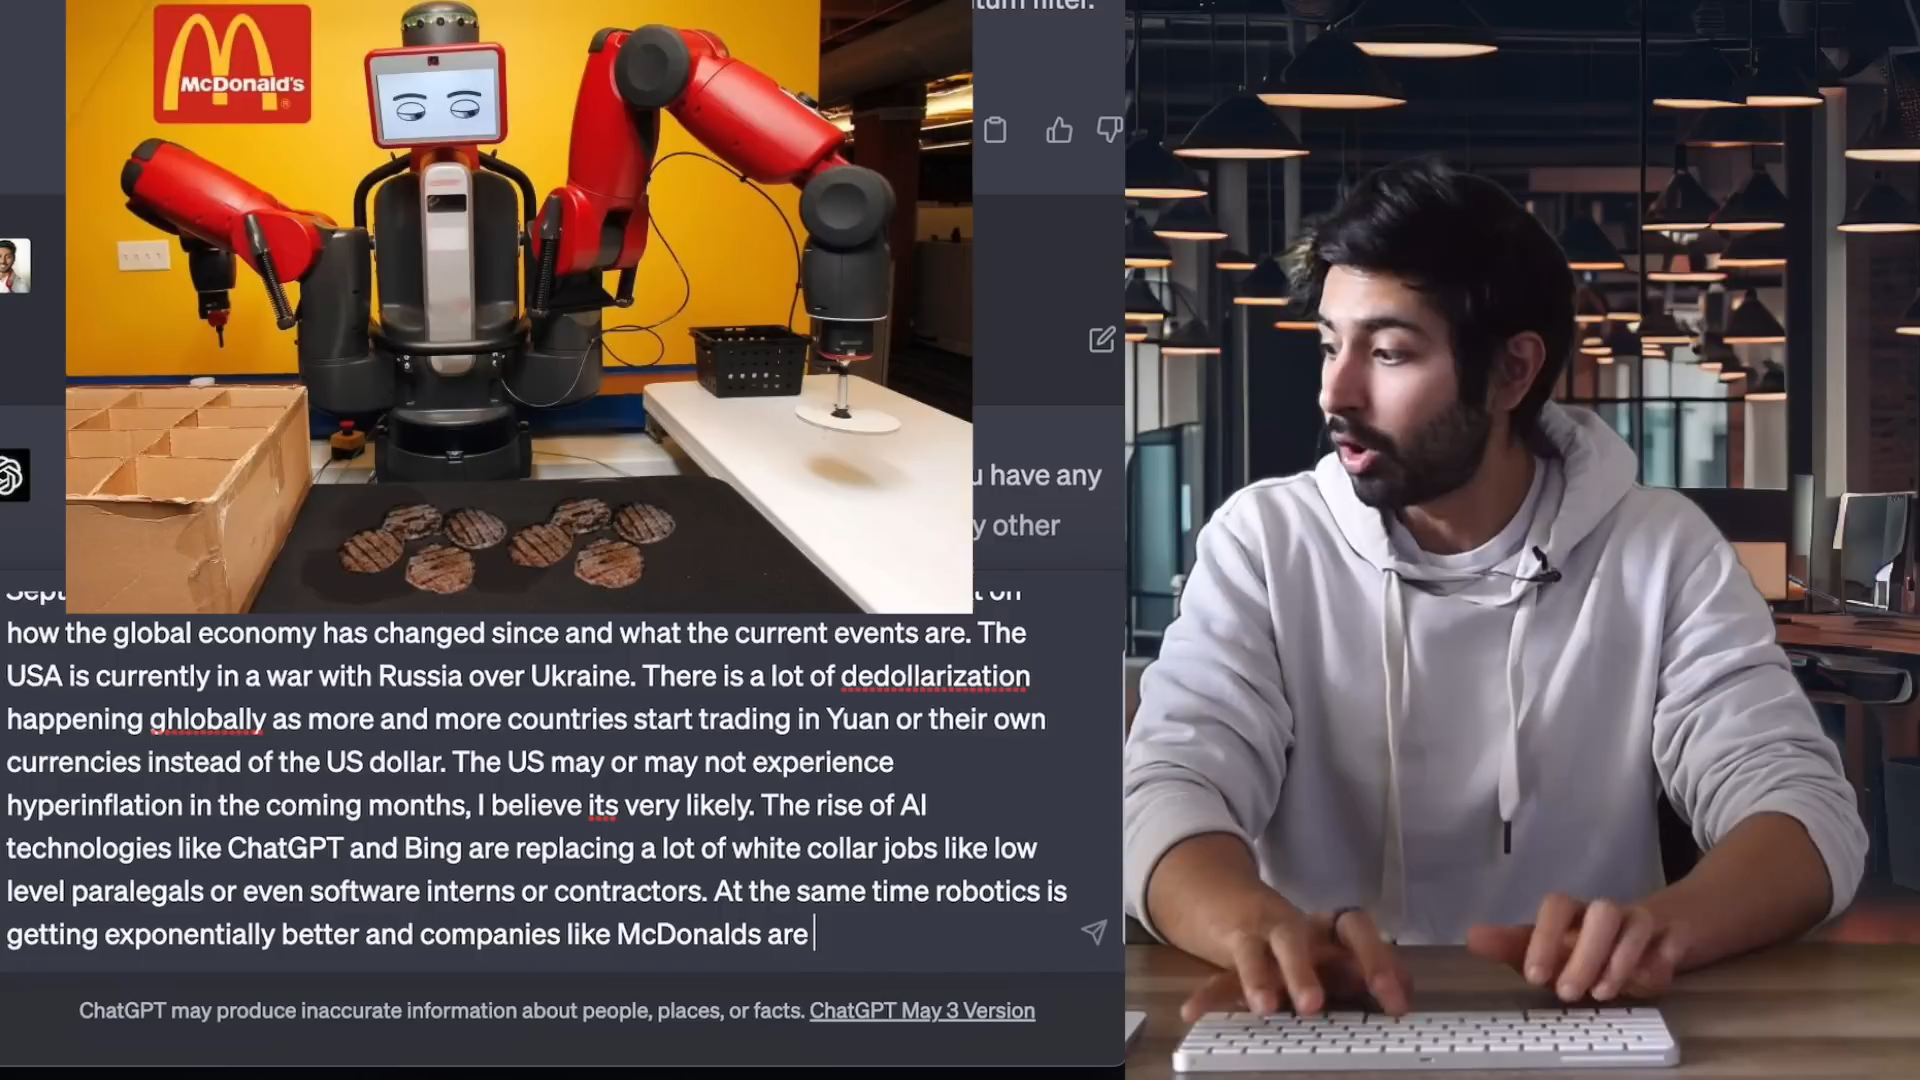 McDonald's®
u have any
y other
how the global economy has changed since and what the current events are. The
USA is currently in a war with Russia over Ukraine. There is a lot of dedollarization
happening ghlobally as more and more countries start trading in Yuan or their own
currencies instead of the US dollar. The US may or may not experience
hyperinflation in the coming months, I believe its very likely. The rise of AI
technologies like ChatGPT and Bing are replacing a lot of white collar jobs like low
level paralegals or even software interns or contractors. At the same time robotics is
getting exponentially better and companies like McDonalds are
ChatGPT may produce inaccurate information about people, places, or facts. ChatGPT May 3 Version